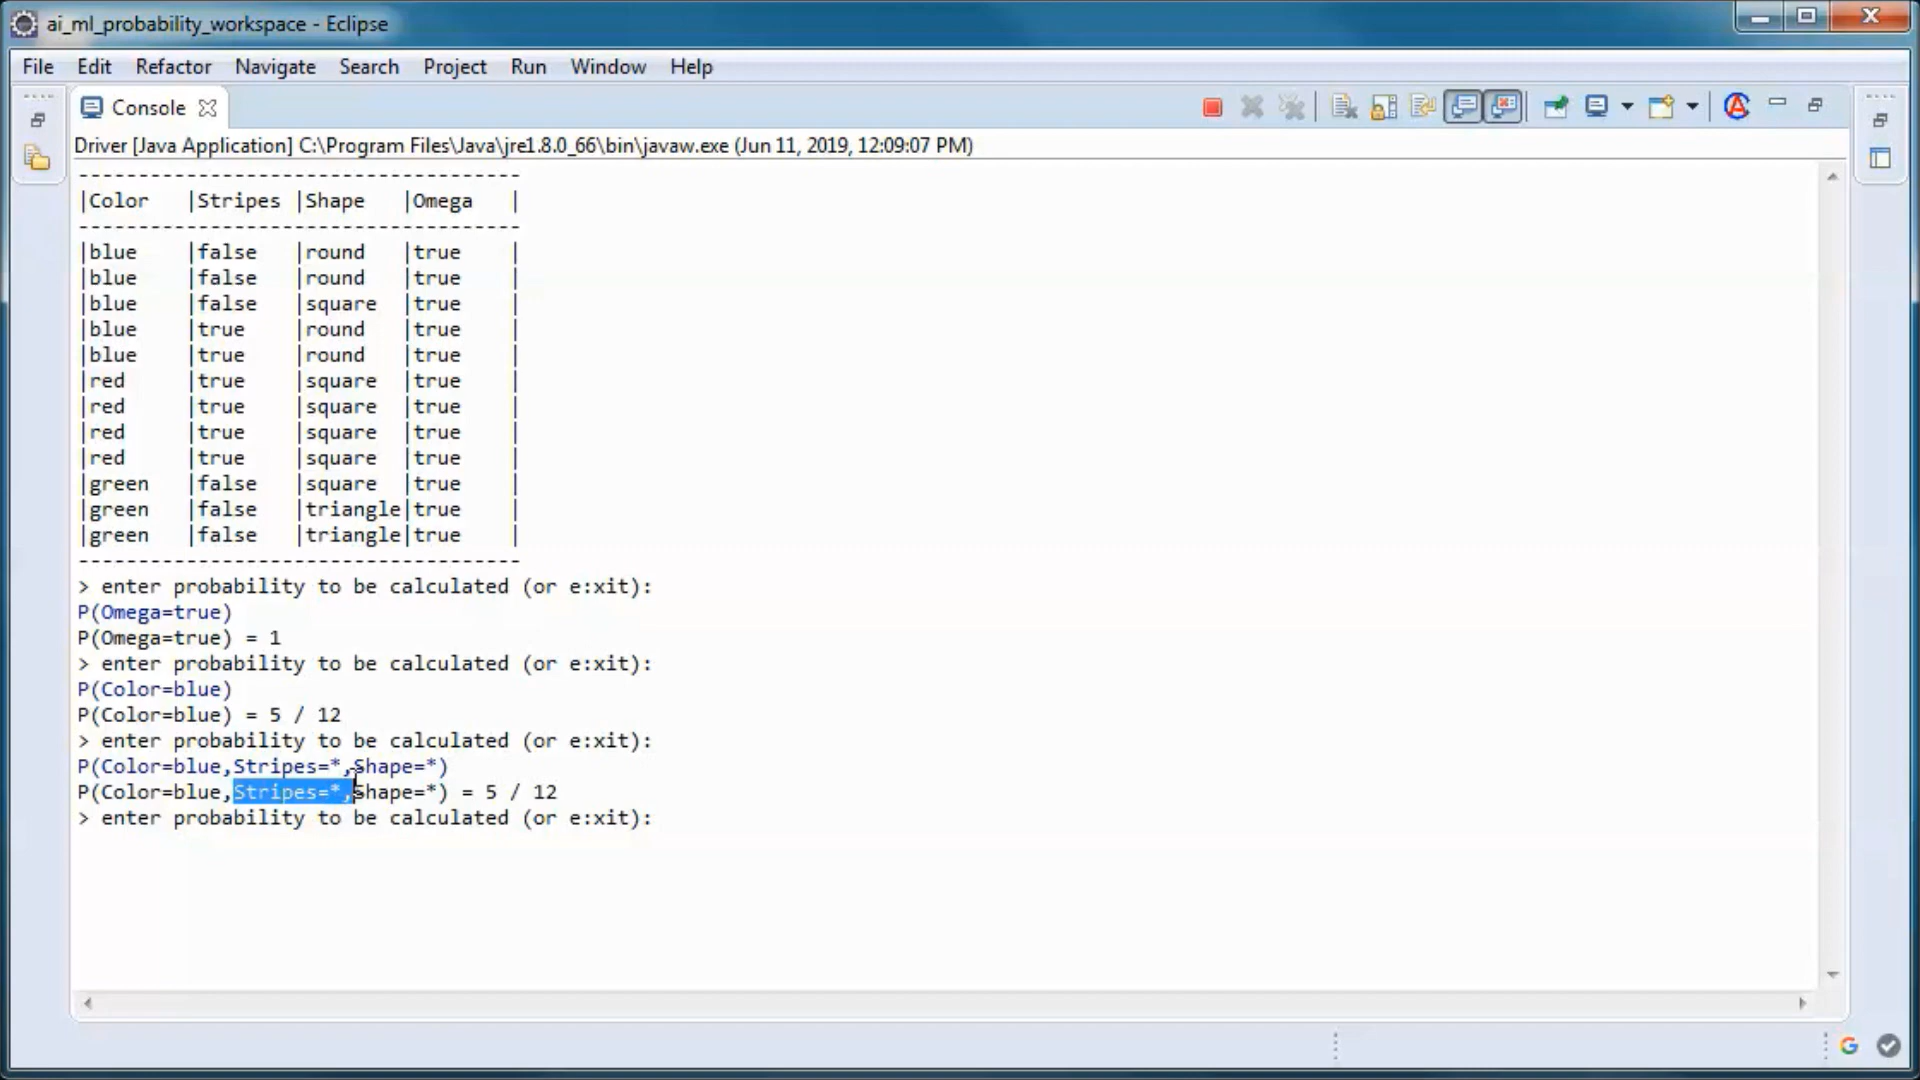 ai_ml_probability_workspace - Eclipse
File Edit Refactor Navigate Search Project Run Window Help
Console
Driver [Java Application] C:\Program Files\Java\jre1.8.0_66\bin\javaw.exe (Jun 11, 2019, 12:09:07 PM)
-------------------------------------
|Color |Stripes |Shape |Omega |
-------------------------------------
|blue |false |round |true |
|blue |false |round |true |
|blue |false |square |true |
|blue |true |round |true |
|blue |true |round |true |
|red |true |square |true |
|red |true |square |true |
|red |true |square |true |
|red |true |square |true |
|green |false |square |true |
|green |false |triangle|true |
|green |false |triangle|true |
-------------------------------------
> enter probability to be calculated (or e:xit):
P(Omega=true)
P(Omega=true) = 1
> enter probability to be calculated (or e:xit):
P(Color=blue)
P(Color=blue) = 5 / 12
> enter probability to be calculated (or e:xit):
P(Color=blue,Stripes=*,Shape=*)
P(Color=blue,Stripes=*,Shape=*) = 5 / 12
> enter probability to be calculated (or e:xit):